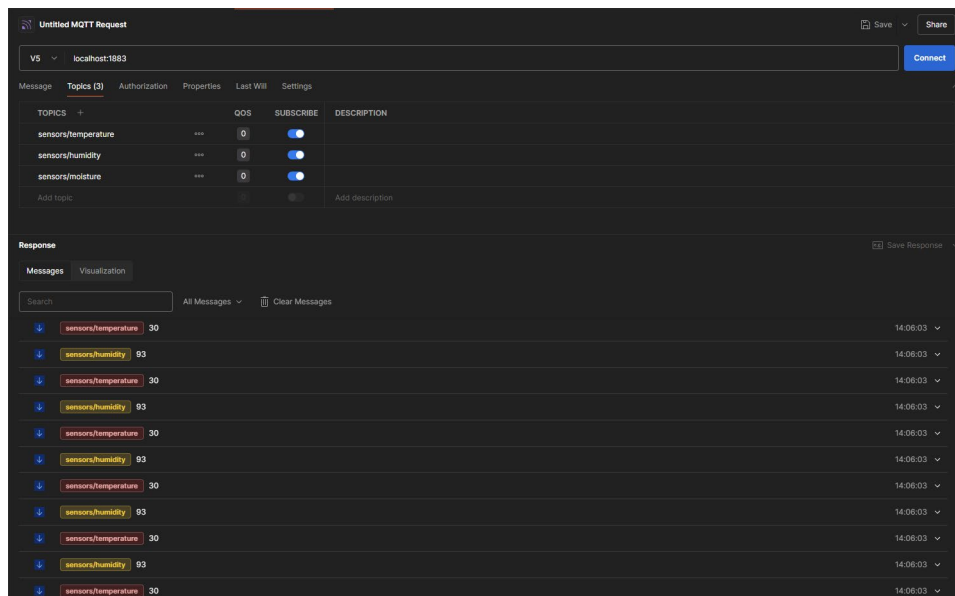 Untitled MQTT Request Save Share
V5 localhost:1883 Connect
Message Topics (3) Authorization Properties Last Will Settings
TOPICS + QOS SUBSCRIBE DESCRIPTION
sensors/temperature 0
sensors/humidity 0
sensors/moisture 0
Add topic 0 Add description
Response Save Response
Messages Visualization
Search All Messages Clear Messages
sensors/temperature 30 14:06:03
sensors/humidity 93 14:06:03
sensors/temperature 30 14:06:03
sensors/humidity 93 14:06:03
sensors/temperature 30 14:06:03
sensors/humidity 93 14:06:03
sensors/temperature 30 14:06:03
sensors/humidity 93 14:06:03
sensors/temperature 30 14:06:03
sensors/humidity 93 14:06:03
sensors/temperature 30 14:06:03